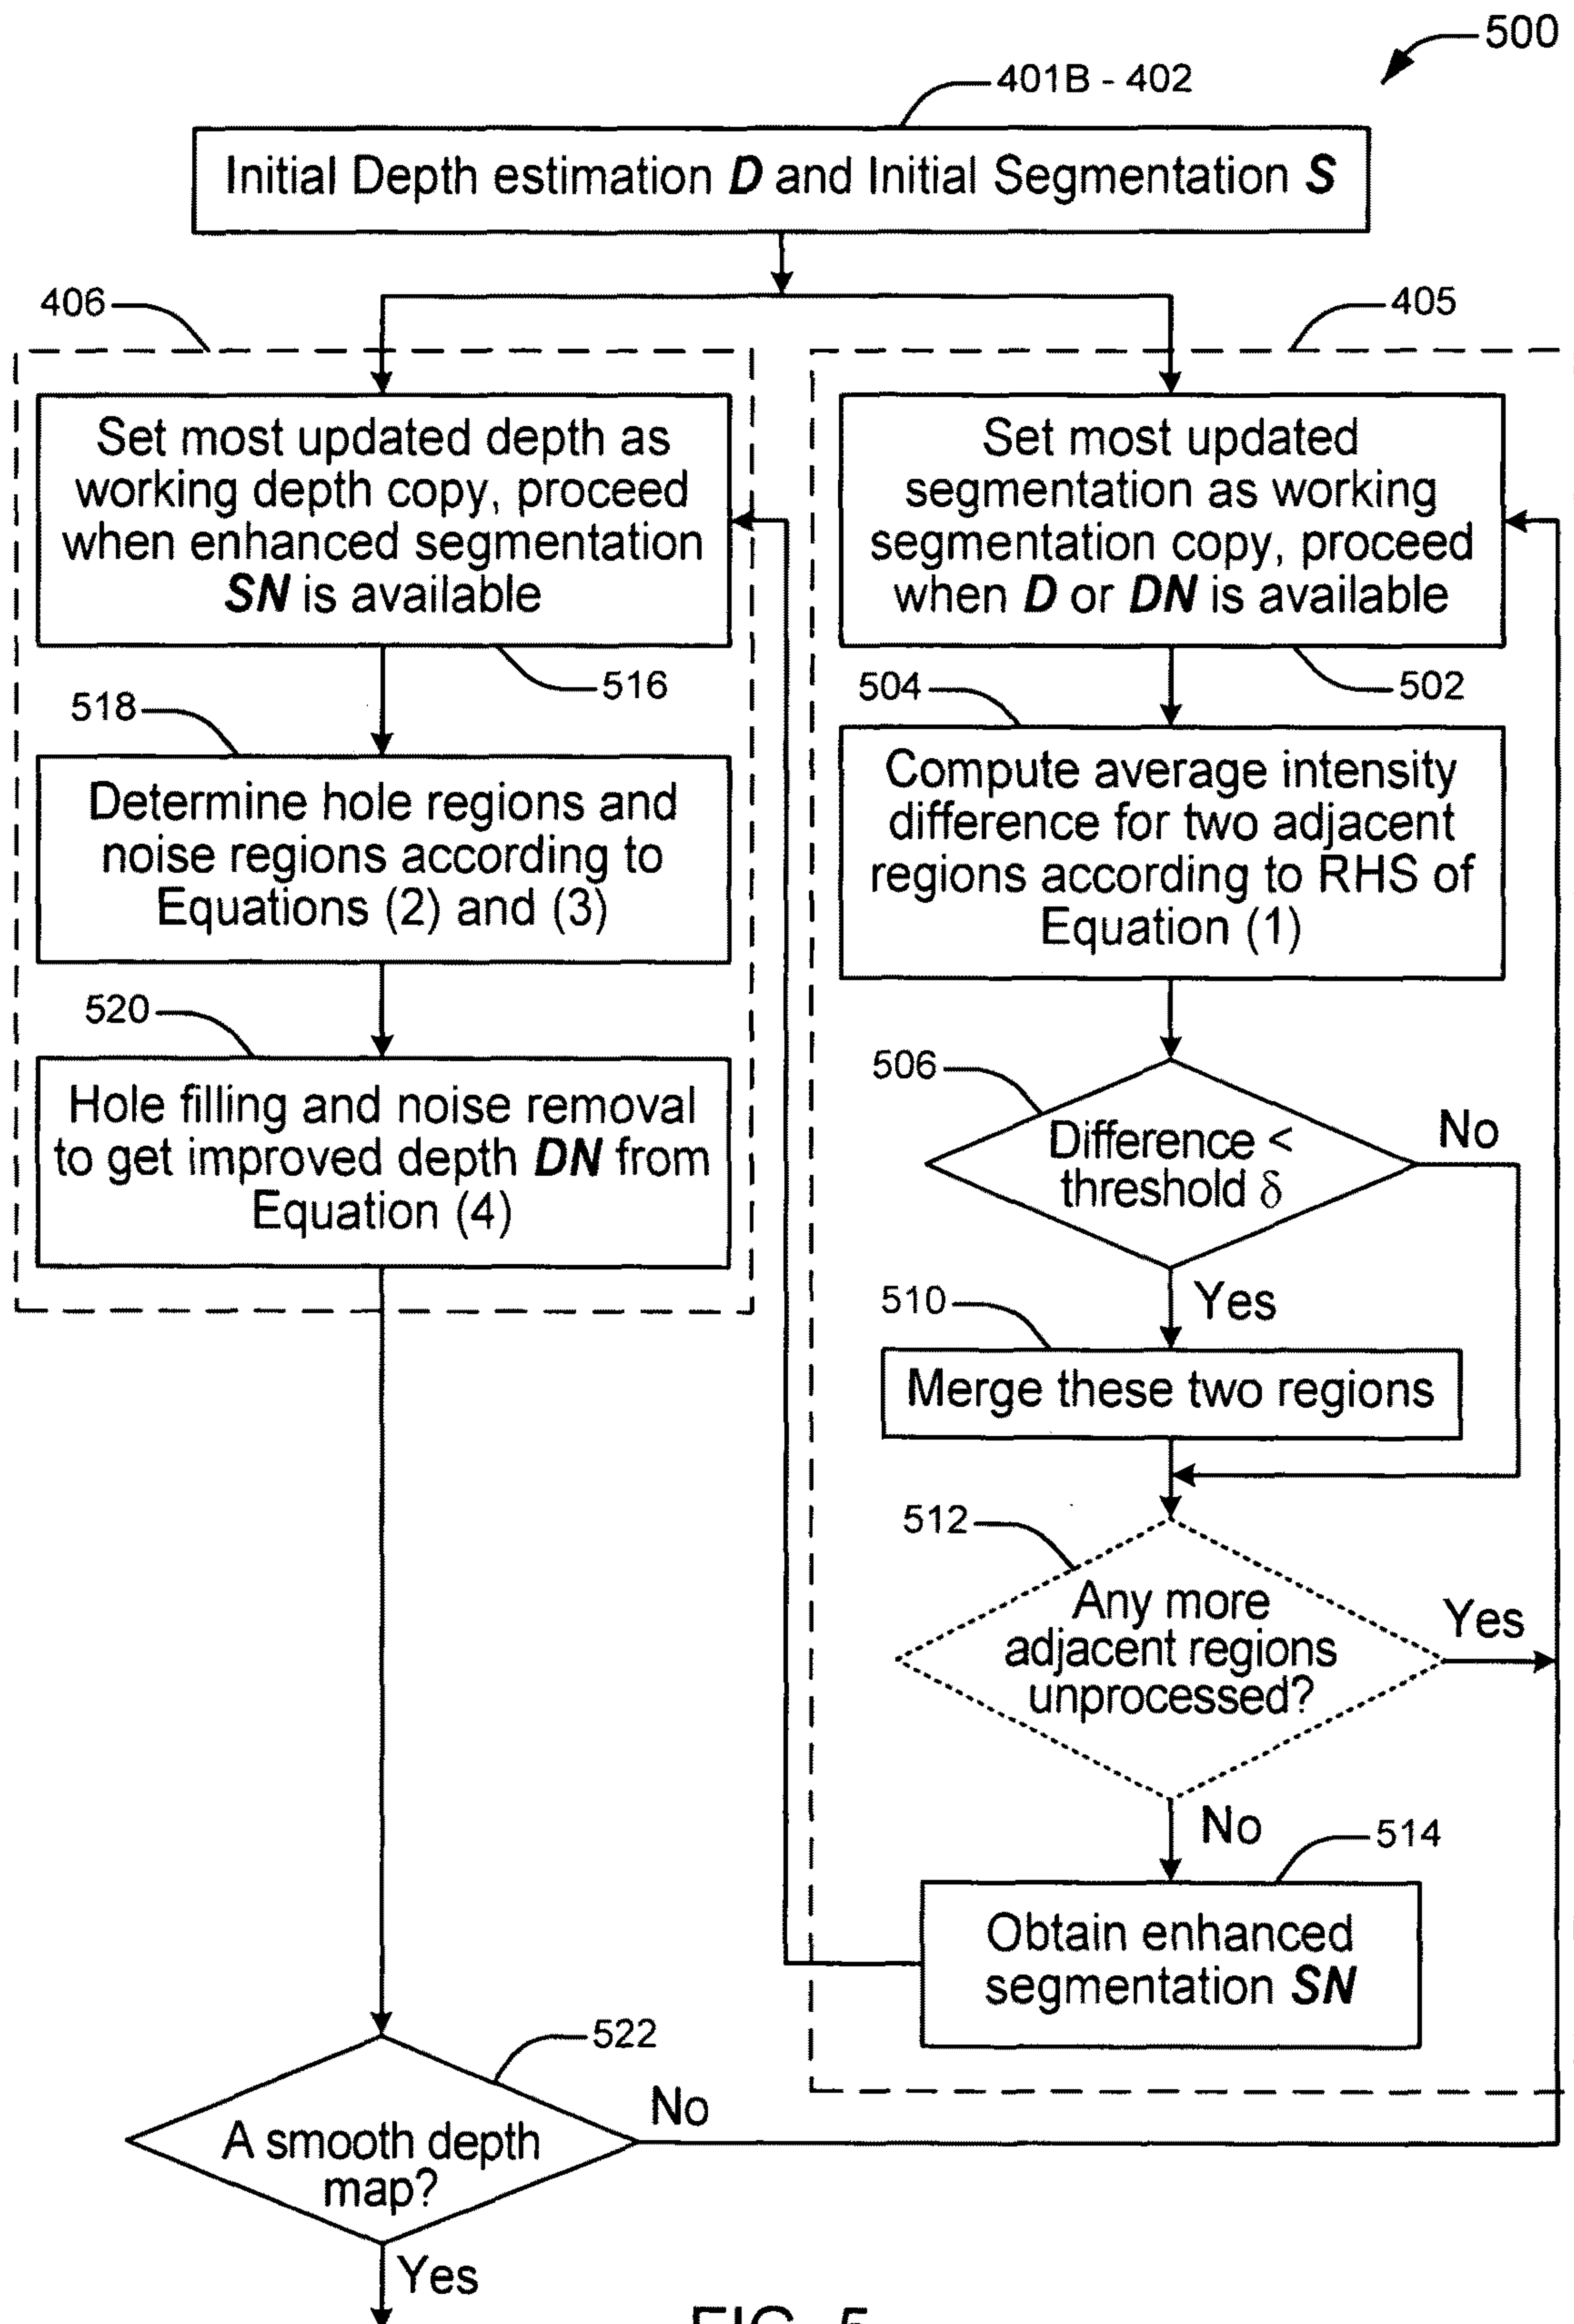 500
401B - 402
Initial Depth estimation D and Initial Segmentation S
406
405
Set most updated depth as
working depth copy, proceed
when enhanced segmentation
SN is available
516
518
Determine hole regions and
noise regions according to
Equations (2) and (3)
520
Hole filling and noise removal
to get improved depth DN from
Equation (4)
Set most updated
segmentation as working
segmentation copy, proceed
when D or DN is available
502
504
Compute average intensity
difference for two adjacent
regions according to RHS of
Equation (1)
506
Difference <
threshold δ
No
Yes
510
Merge these two regions
512
Any more
adjacent regions
unprocessed?
Yes
No
514
Obtain enhanced
segmentation SN
522
A smooth depth
map?
No
Yes
FIG. 5